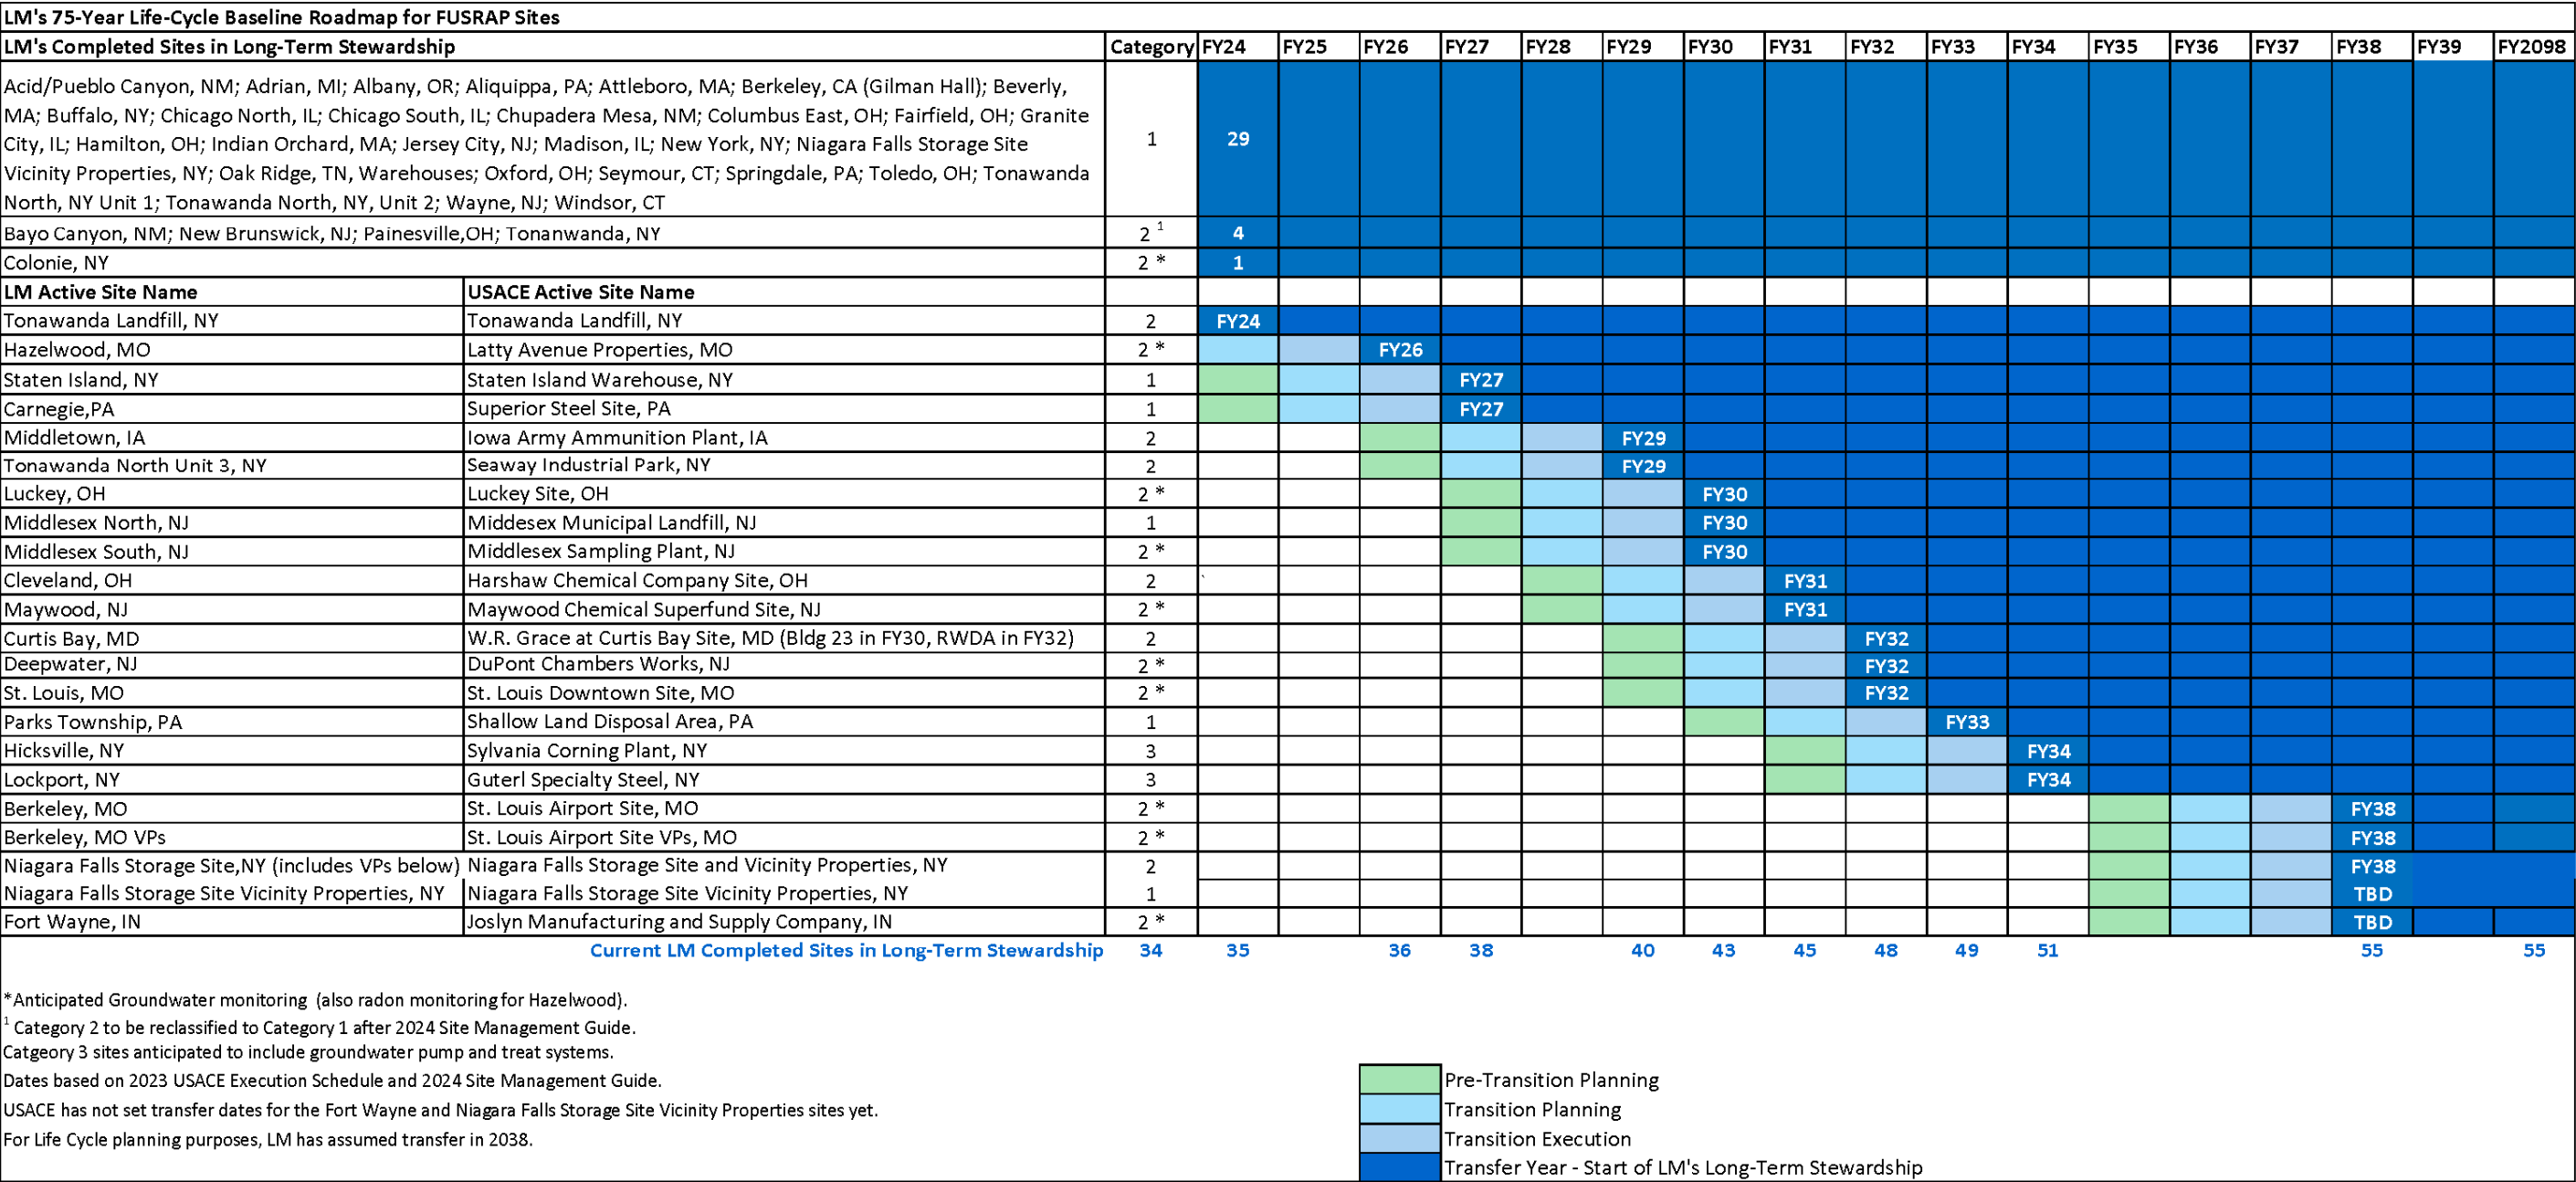 LM's 75-Year Life-Cycle Baseline Roadmap for FUSRAP Sites
LM's Completed Sites in Long-Term Stewardship Category FY24 FY25 FY26 FY27 FY28 FY29 FY30 FY31 FY32 FY33 FY34 FY35 FY36 FY37 FY38 FY39 FY2098
Acid/Pueblo Canyon, NM; Adrian, MI; Albany, OR; Aliquippa, PA; Attleboro, MA; Berkeley, CA (Gilman Hall); Beverly,
MA; Buffalo, NY; Chicago North, IL; Chicago South, IL; Chupadera Mesa, NM; Columbus East, OH; Fairfield, OH; Granite
City, IL; Hamilton, OH; Indian Orchard, MA; Jersey City, NJ; Madison, IL; New York, NY; Niagara Falls Storage Site
Vicinity Properties, NY; Oak Ridge, TN, Warehouses; Oxford, OH; Seymour, CT; Springdale, PA; Toledo, OH; Tonawanda
North, NY Unit 1; Tonawanda North, NY, Unit 2; Wayne, NJ; Windsor, CT
1 29
Bayo Canyon, NM; New Brunswick, NJ; Painesville,OH; Tonanwanda, NY 2 1 4
Colonie, NY 2 * 1
LM Active Site Name USACE Active Site Name
Tonawanda Landfill, NY Tonawanda Landfill, NY 2 FY24
Hazelwood, MO Latty Avenue Properties, MO 2 * FY26
Staten Island, NY Staten Island Warehouse, NY 1 FY27
Carnegie,PA Superior Steel Site, PA 1 FY27
Middletown, IA Iowa Army Ammunition Plant, IA 2 FY29
Tonawanda North Unit 3, NY Seaway Industrial Park, NY 2 FY29
Luckey, OH Luckey Site, OH 2 * FY30
Middlesex North, NJ Middesex Municipal Landfill, NJ 1 FY30
Middlesex South, NJ Middlesex Sampling Plant, NJ 2 * FY30
Cleveland, OH Harshaw Chemical Company Site, OH 2 ` FY31
Maywood, NJ Maywood Chemical Superfund Site, NJ 2 * FY31
Curtis Bay, MD W.R. Grace at Curtis Bay Site, MD (Bldg 23 in FY30, RWDA in FY32) 2 FY32
Deepwater, NJ DuPont Chambers Works, NJ 2 * FY32
St. Louis, MO St. Louis Downtown Site, MO 2 * FY32
Parks Township, PA Shallow Land Disposal Area, PA 1 FY33
Hicksville, NY Sylvania Corning Plant, NY 3 FY34
Lockport, NY Guterl Specialty Steel, NY 3 FY34
Berkeley, MO St. Louis Airport Site, MO 2 * FY38
Berkeley, MO VPs St. Louis Airport Site VPs, MO 2 * FY38
Niagara Falls Storage Site,NY (includes VPs below) Niagara Falls Storage Site and Vicinity Properties, NY 2 FY38
Niagara Falls Storage Site Vicinity Properties, NY Niagara Falls Storage Site Vicinity Properties, NY 1 TBD
Fort Wayne, IN Joslyn Manufacturing and Supply Company, IN 2 * TBD
Current LM Completed Sites in Long-Term Stewardship 34 35 36 38 40 43 45 48 49 51 55 55
*Anticipated Groundwater monitoring (also radon monitoring for Hazelwood).
1 Category 2 to be reclassified to Category 1 after 2024 Site Management Guide.
Catgeory 3 sites anticipated to include groundwater pump and treat systems.
Dates based on 2023 USACE Execution Schedule and 2024 Site Management Guide.
USACE has not set transfer dates for the Fort Wayne and Niagara Falls Storage Site Vicinity Properties sites yet.
For Life Cycle planning purposes, LM has assumed transfer in 2038.
Pre-Transition Planning
Transition Planning
Transition Execution
Transfer Year - Start of LM's Long-Term Stewardship